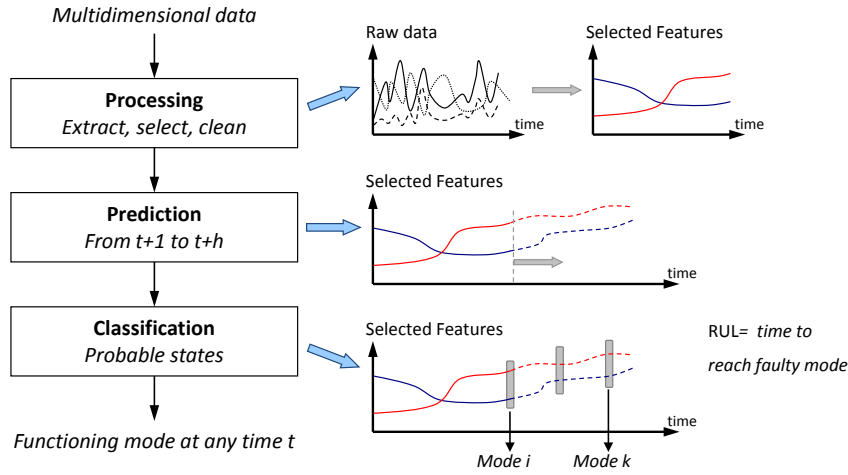 Multidimensional data
Processing
Extract, select, clean
Prediction
From t+1 to t+h
Classification
Probable states
Functioning mode at any time t
Raw data
time
Selected Features
time
Selected Features
time
Selected Features
time
Mode i
Mode k
RUL= time to
reach faulty mode